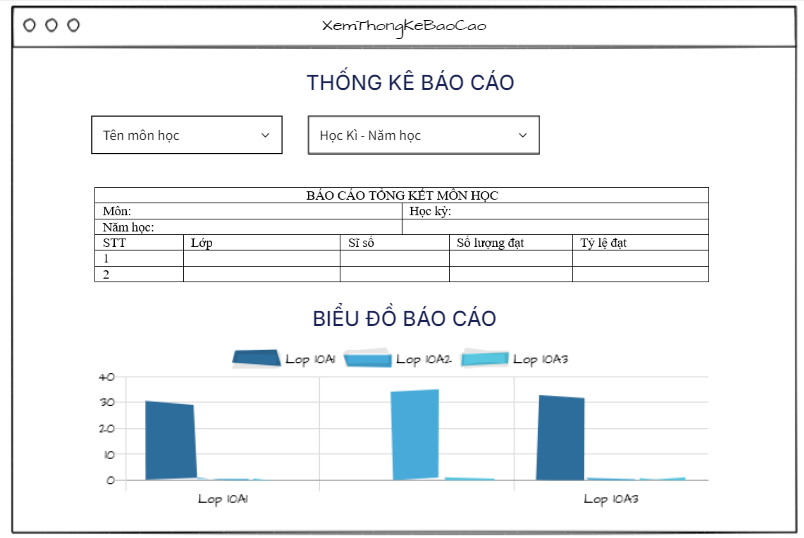 XemThongKeBaoCao
THỐNG KÊ BÁO CÁO
Tên môn học
Học Kì - Năm học
BÁO CÁO TỔNG KẾT MÔN HỌC
Môn: Học kỳ:
Năm học:
STT Lớp Sĩ số Số lượng đạt Tỷ lệ đạt
1
2
BIỂU ĐỒ BÁO CÁO
Lop 10A1 Lop 10A2 Lop 10A3
40
30
20
10
0
Lop 10A1 Lop 10A3